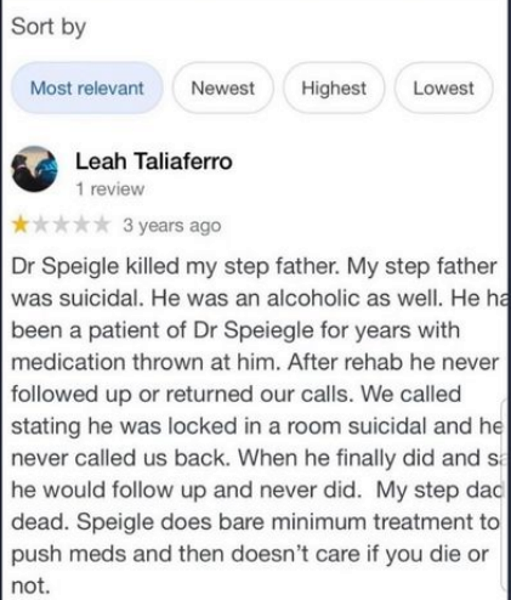 Sort by
Most relevant Newest Highest Lowest
Leah Taliaferro
1 review
3 years ago
Dr Speigle killed my step father. My step father
was suicidal. He was an alcoholic as well. He ha
been a patient of Dr Speiegle for years with
medication thrown at him. After rehab he never
followed up or returned our calls. We called
stating he was locked in a room suicidal and he
never called us back. When he finally did and sa
he would follow up and never did. My step dad
dead. Speigle does bare minimum treatment to
push meds and then doesn't care if you die or
not.